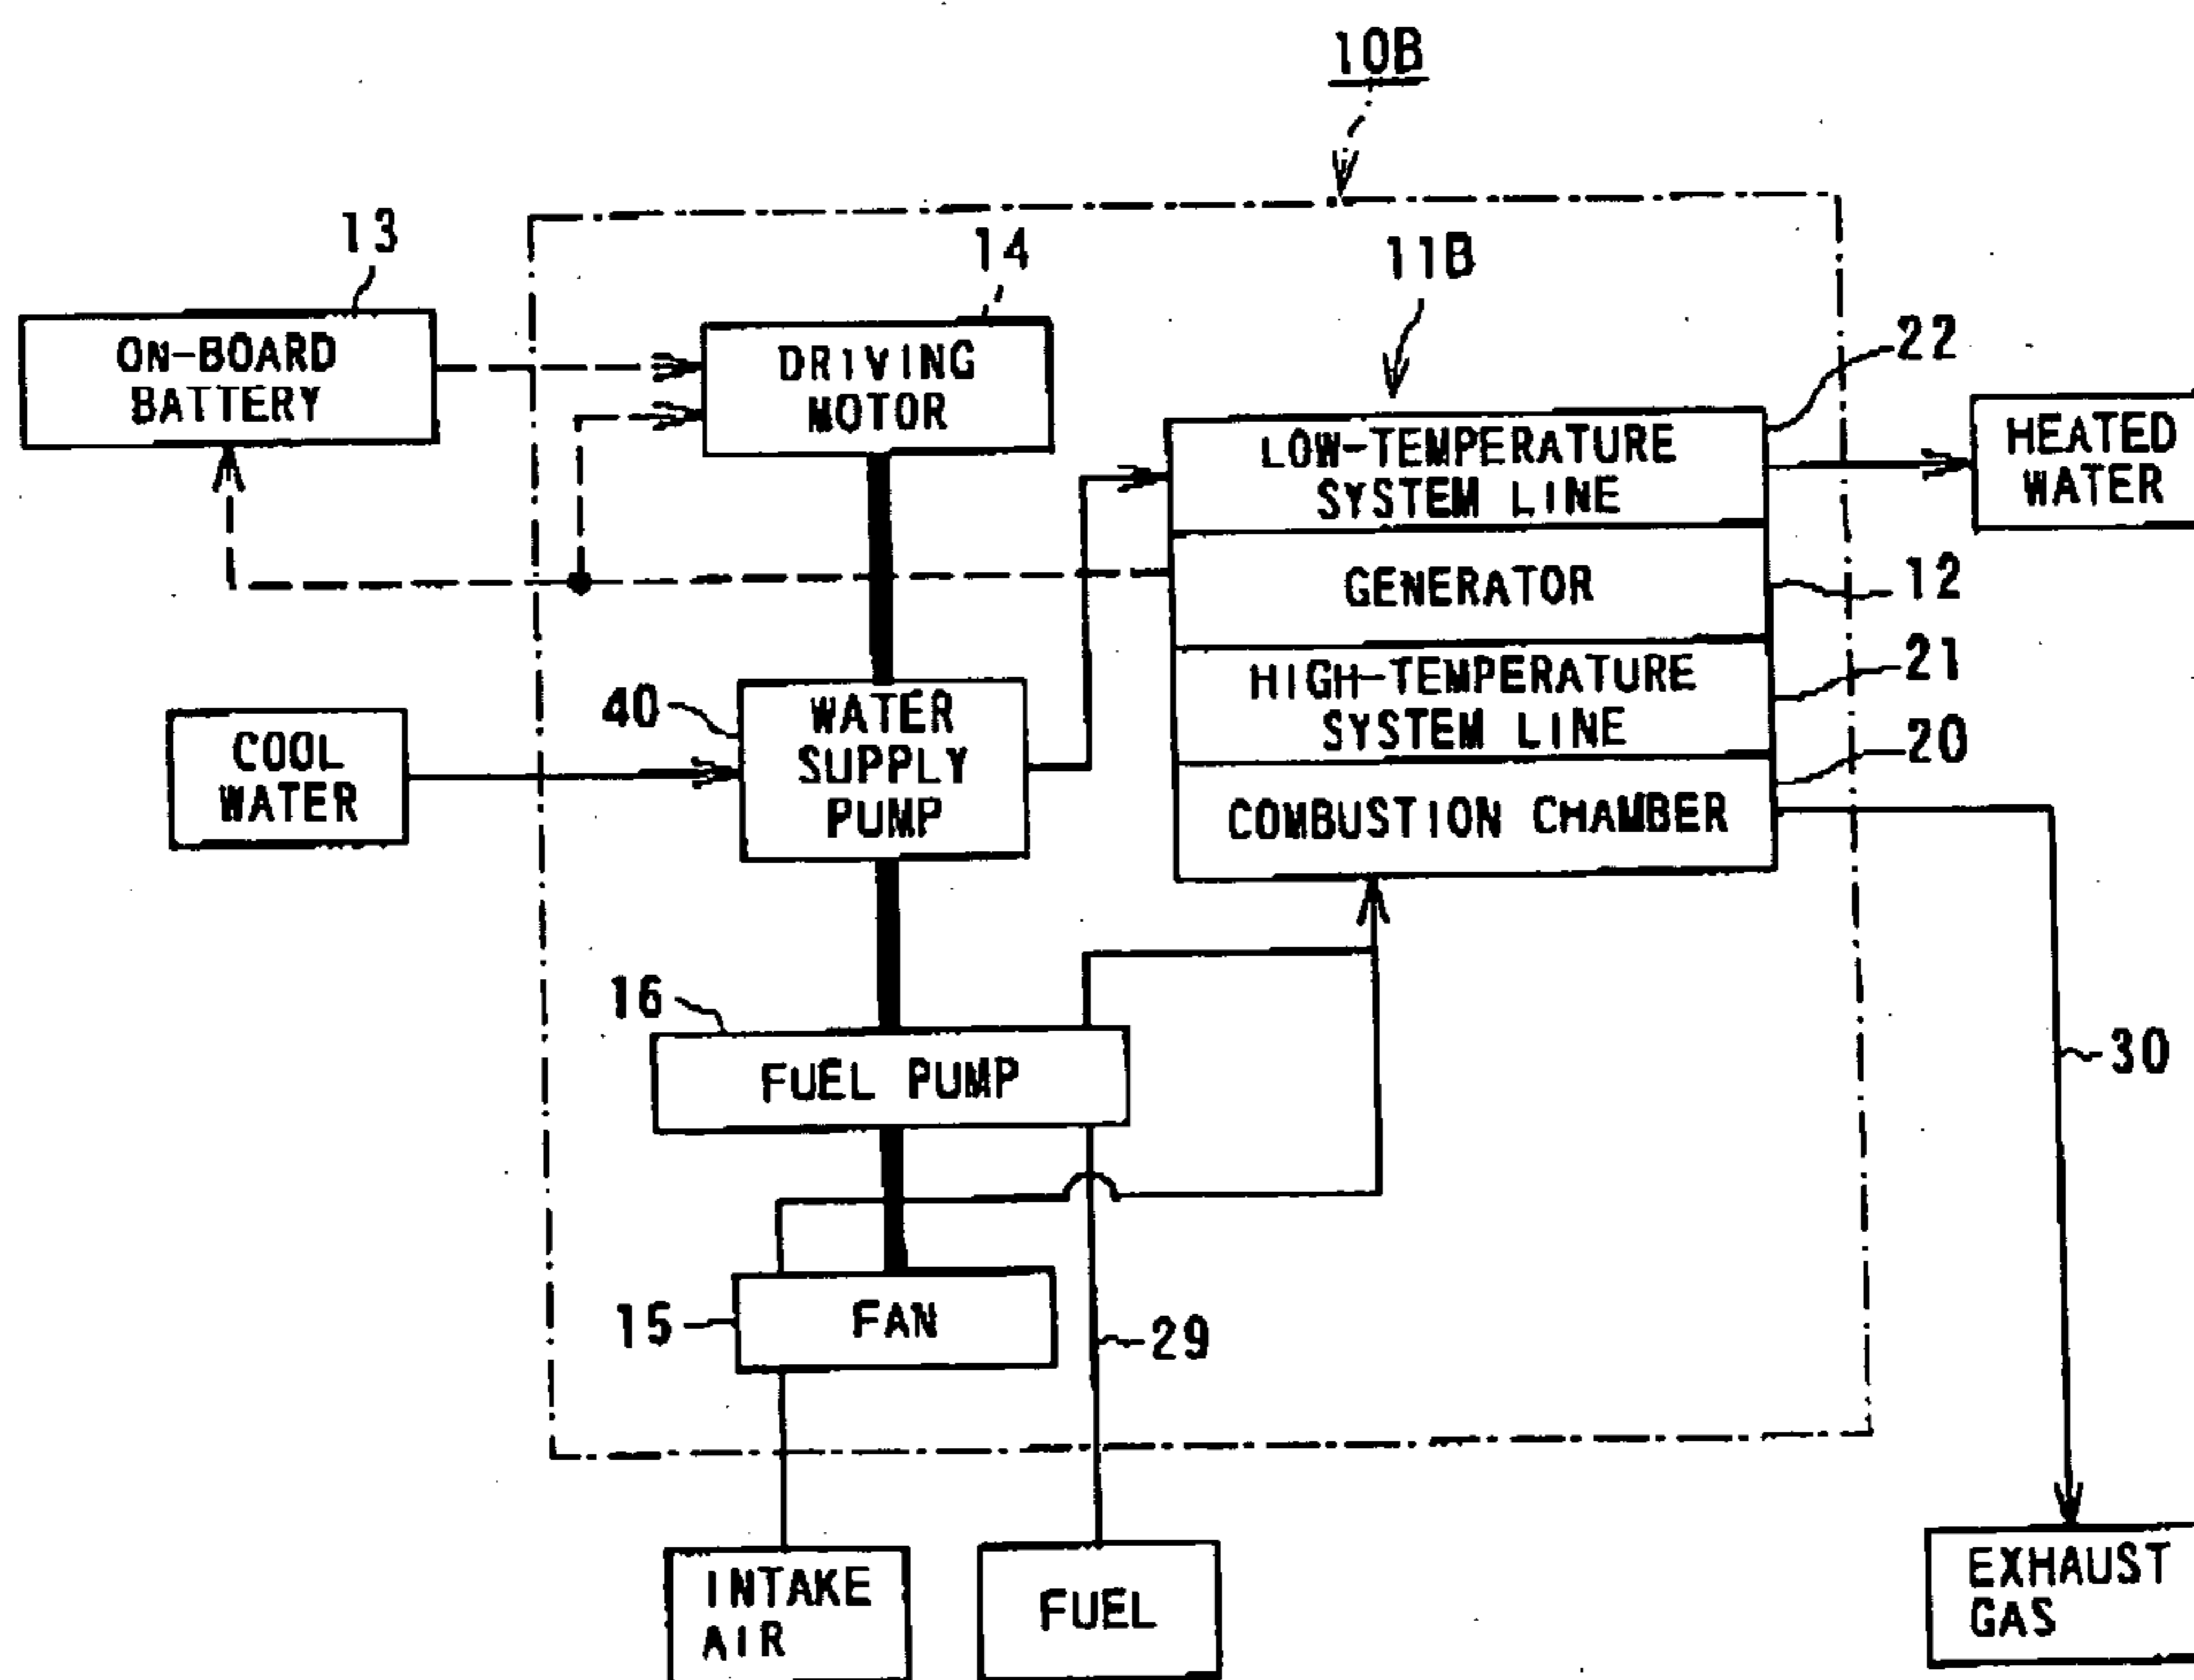 10B
13
14
11B
ON-BOARD
BATTERY
DRIVING
MOTOR
22
LOW-TEMPERATURE
SYSTEM LINE
HEATED
WATER
GENERATOR
12
HIGH-TEMPERATURE
SYSTEM LINE
21
40
WATER
SUPPLY
PUMP
COOL
WATER
20
COMBUSTION CHAMBER
16
FUEL PUMP
30
15
FAN
29
INTAKE
AIR
FUEL
EXHAUST
GAS